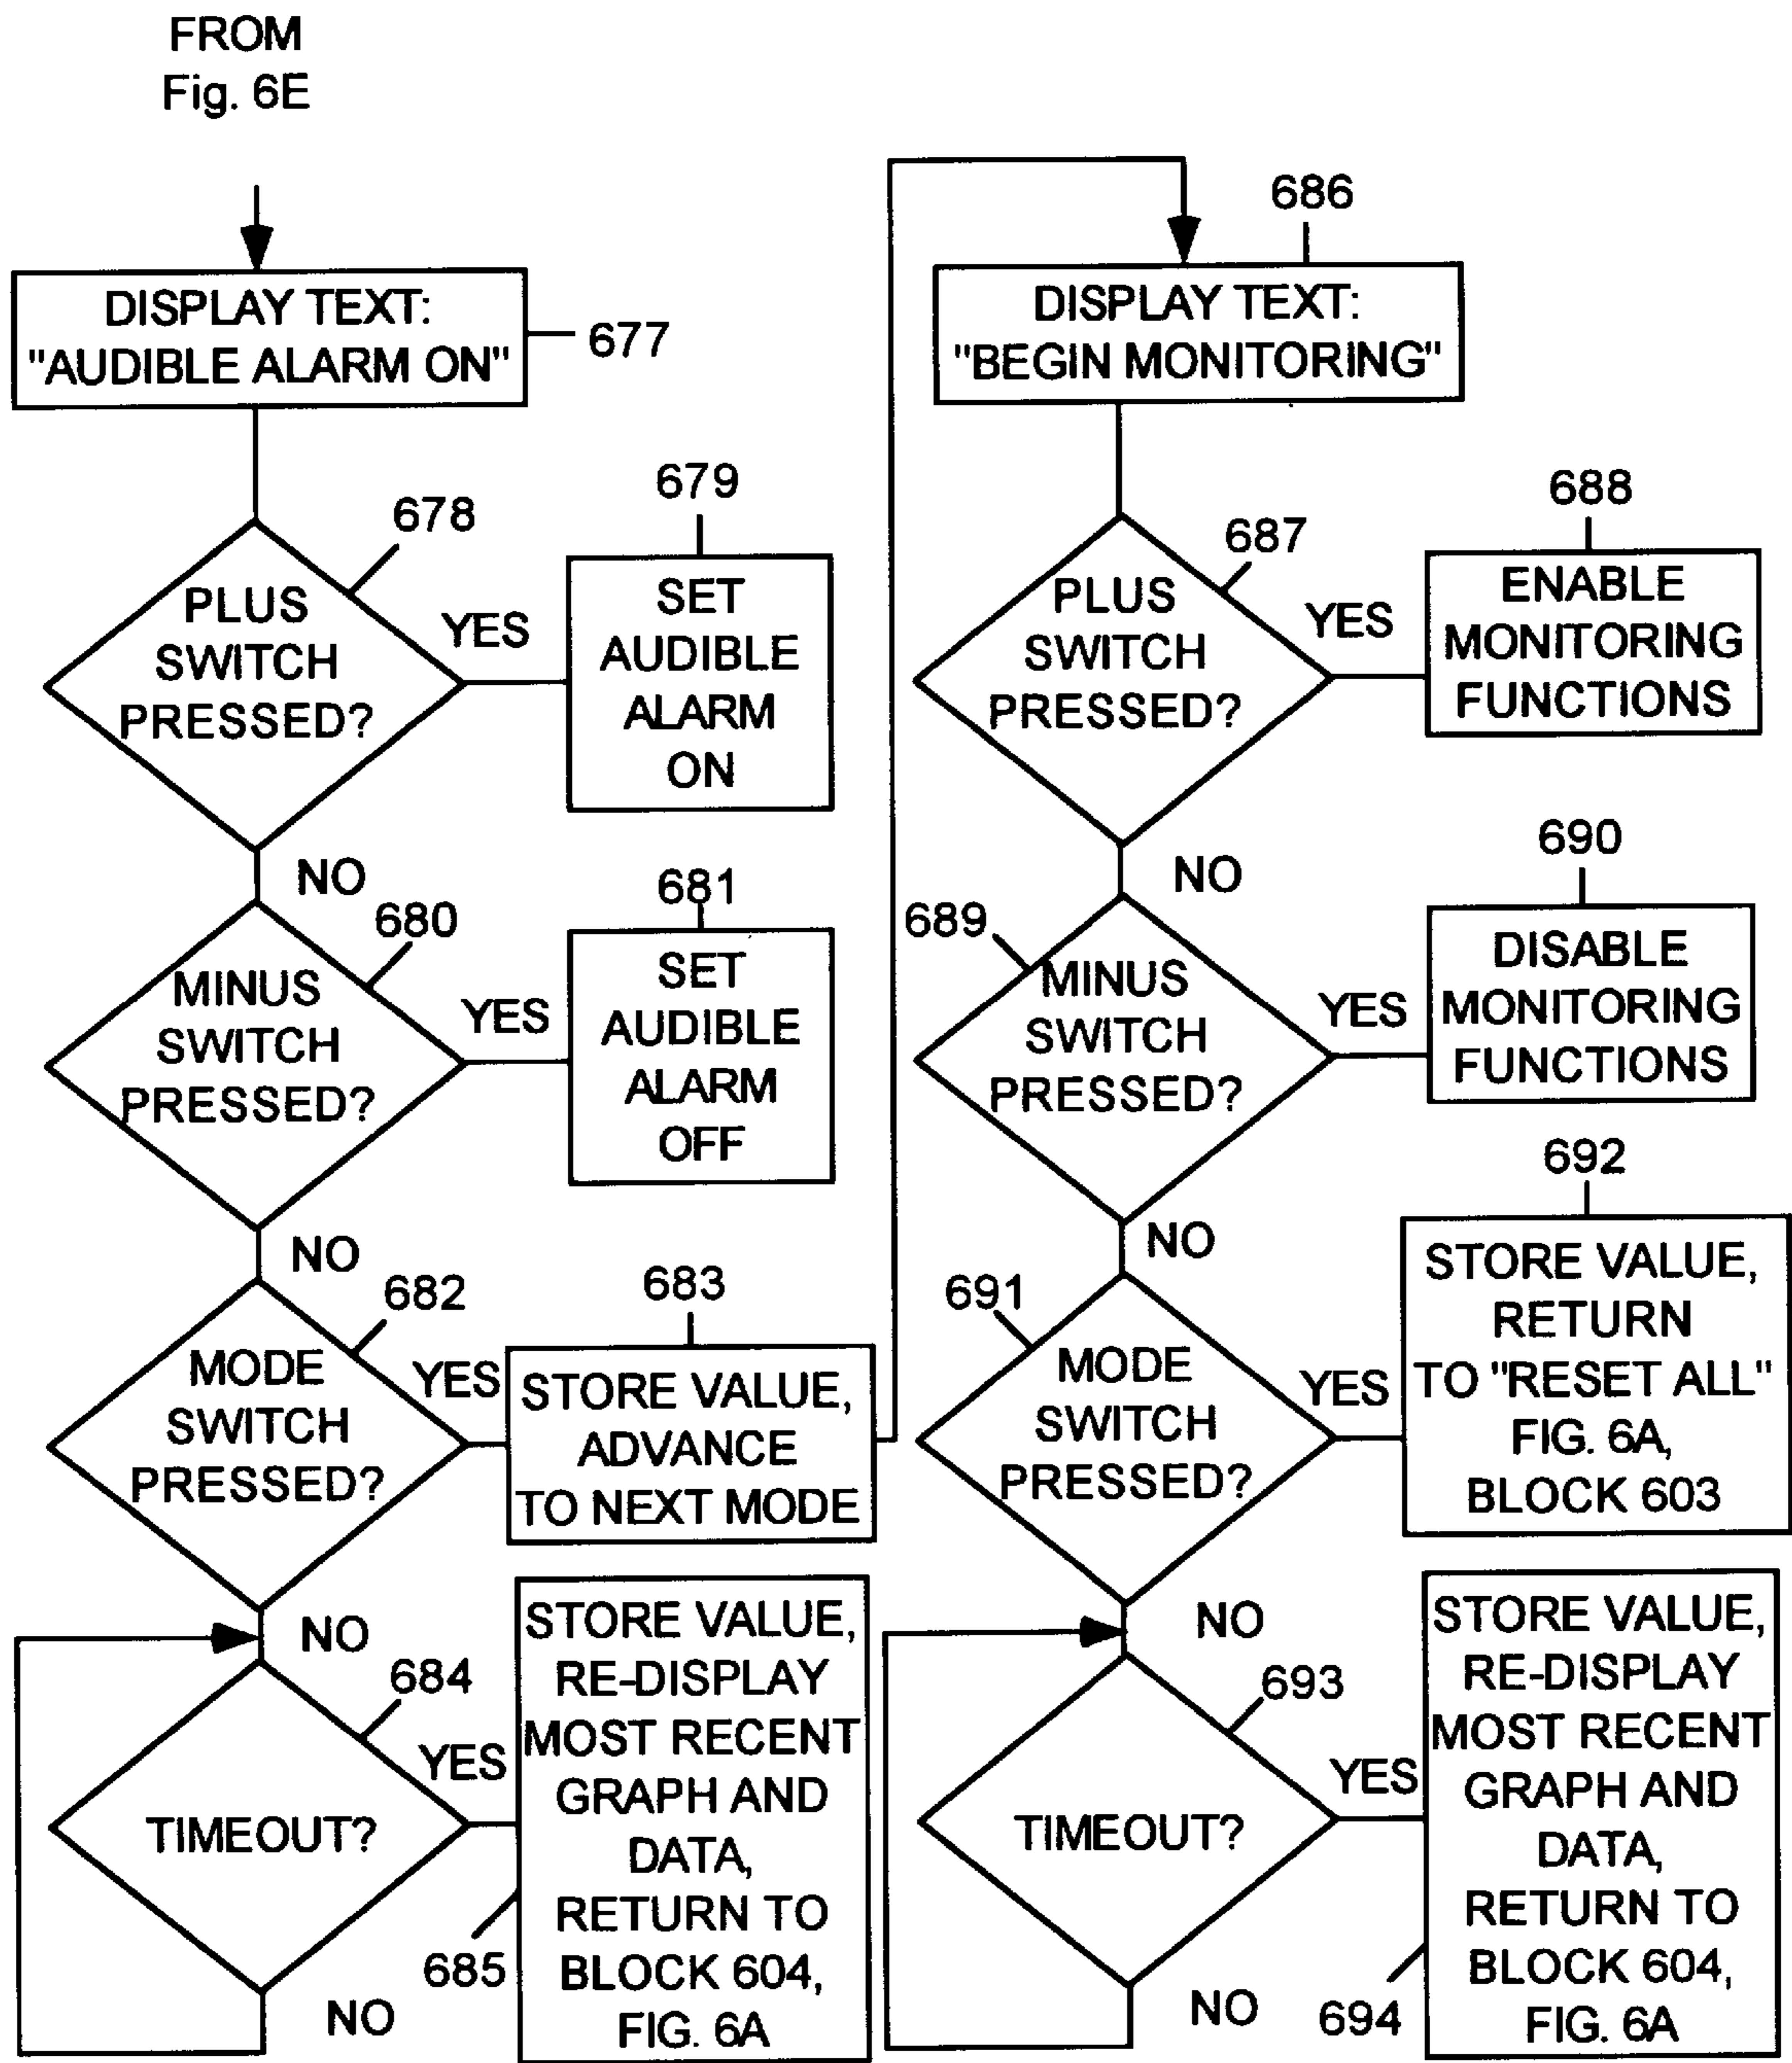 FROM
Fig. 6E
DISPLAY TEXT:
"AUDIBLE ALARM ON"
677
678
PLUS
SWITCH
PRESSED?
YES
679
SET
AUDIBLE
ALARM
ON
NO
680
MINUS
SWITCH
PRESSED?
YES
681
SET
AUDIBLE
ALARM
OFF
NO
682
MODE
SWITCH
PRESSED?
YES
683
STORE VALUE,
ADVANCE
TO NEXT MODE
NO
684
TIMEOUT?
YES
STORE VALUE,
RE-DISPLAY
MOST RECENT
GRAPH AND
DATA,
RETURN TO
BLOCK 604,
FIG. 6A
685
NO
686
DISPLAY TEXT:
"BEGIN MONITORING"
687
PLUS
SWITCH
PRESSED?
YES
688
ENABLE
MONITORING
FUNCTIONS
NO
689
MINUS
SWITCH
PRESSED?
YES
690
DISABLE
MONITORING
FUNCTIONS
NO
691
MODE
SWITCH
PRESSED?
YES
692
STORE VALUE,
RETURN
TO "RESET ALL"
FIG. 6A,
BLOCK 603
NO
693
TIMEOUT?
YES
STORE VALUE,
RE-DISPLAY
MOST RECENT
GRAPH AND
DATA,
RETURN TO
BLOCK 604,
FIG. 6A
694
NO